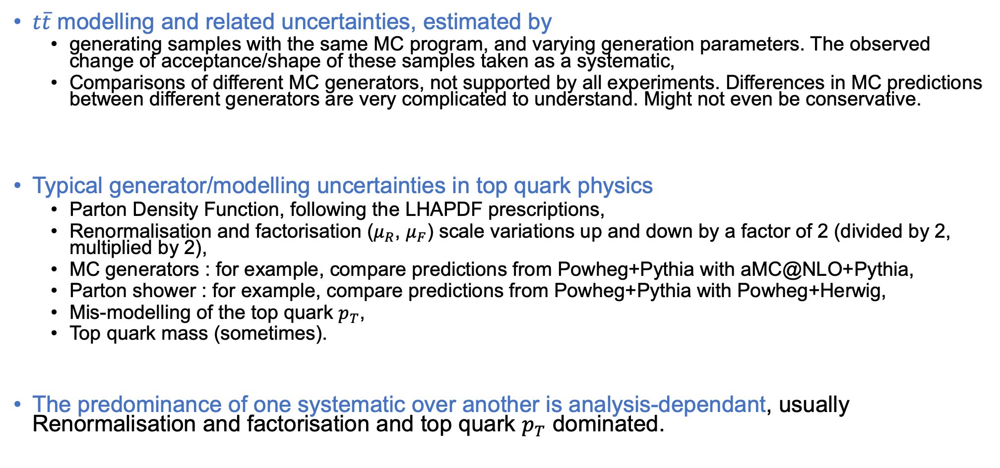 • 𝑡𝑡̅ modelling and related uncertainties, estimated by
• generating samples with the same MC program, and varying generation parameters. The observed
change of acceptance/shape of these samples taken as a systematic,
• Comparisons of different MC generators, not supported by all experiments. Differences in MC predictions
between different generators are very complicated to understand. Might not even be conservative.
• Typical generator/modelling uncertainties in top quark physics
• Parton Density Function, following the LHAPDF prescriptions,
• Renormalisation and factorisation (𝜇𝑅, 𝜇𝐹) scale variations up and down by a factor of 2 (divided by 2,
multiplied by 2),
• MC generators : for example, compare predictions from Powheg+Pythia with aMC@NLO+Pythia,
• Parton shower : for example, compare predictions from Powheg+Pythia with Powheg+Herwig,
• Mis-modelling of the top quark 𝑝𝑇,
• Top quark mass (sometimes).
• The predominance of one systematic over another is analysis-dependant, usually
Renormalisation and factorisation and top quark 𝑝𝑇 dominated.